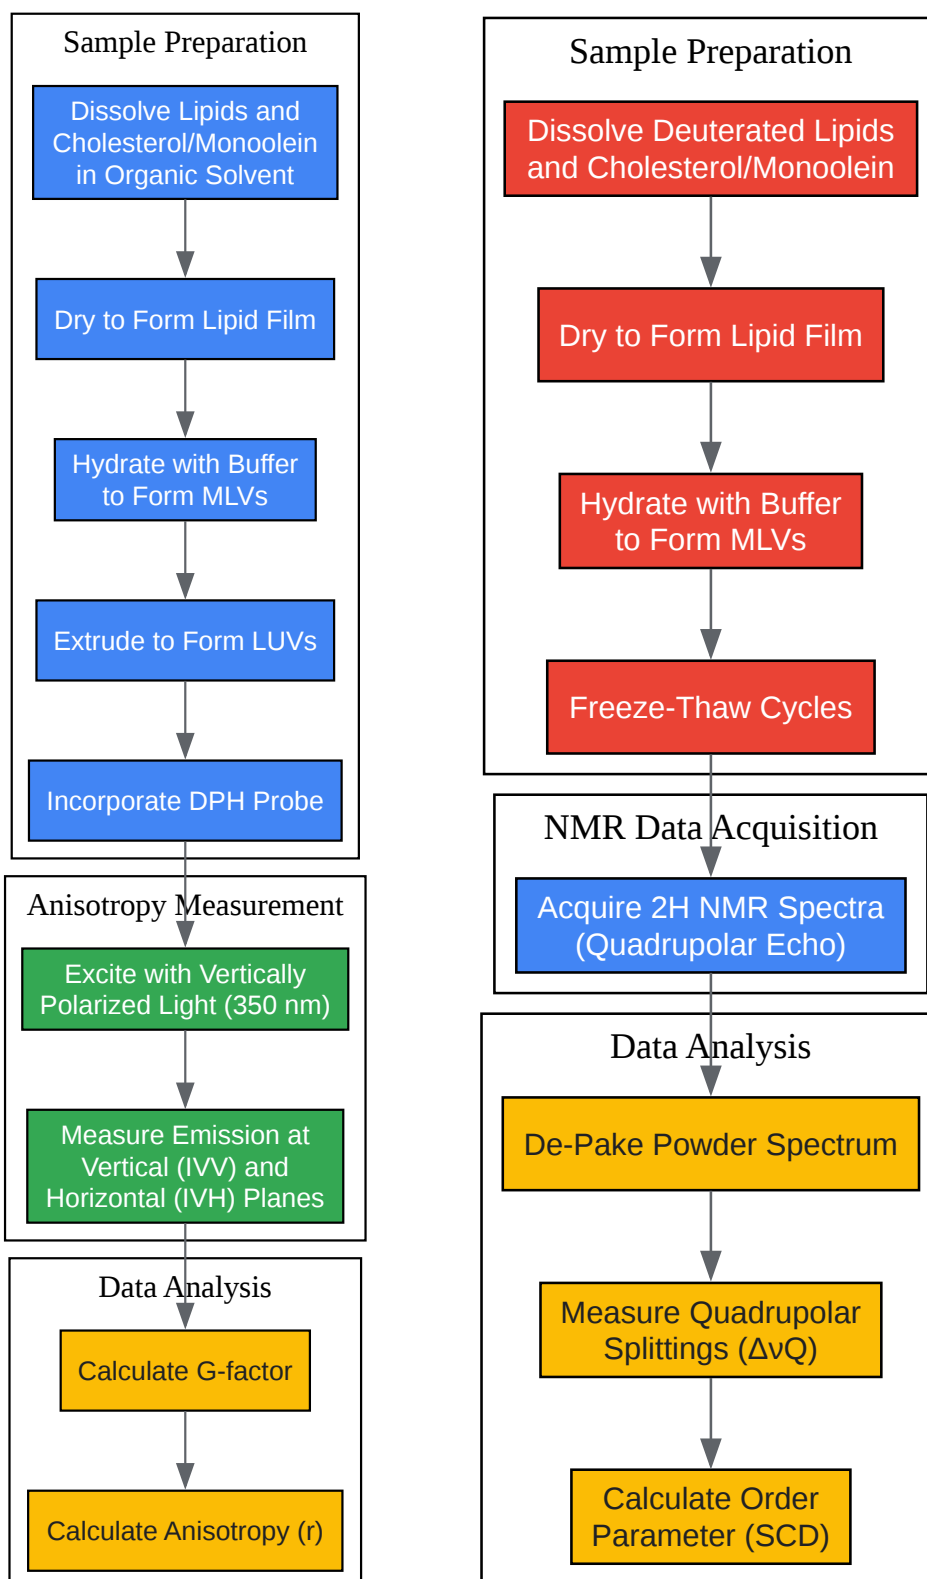 Sample Preparation
Dissolve Lipids and
Cholesterol/Monoolein
in Organic Solvent
Dry to Form Lipid Film
Hydrate with Buffer
to Form MLVs
Extrude to Form LUVs
Incorporate DPH Probe
Anisotropy Measurement
Excite with Vertically
Polarized Light (350 nm)
Measure Emission at
Vertical (IVV) and
Horizontal (IVH) Planes
Data Analysis
Calculate G-factor
Calculate Anisotropy (r)
Sample Preparation
Dissolve Deuterated Lipids
and Cholesterol/Monoolein
Dry to Form Lipid Film
Hydrate with Buffer
to Form MLVs
Freeze-Thaw Cycles
NMR Data Acquisition
Acquire 2H NMR Spectra
(Quadrupolar Echo)
Data Analysis
De-Pake Powder Spectrum
Measure Quadrupolar
Splittings (ΔνQ)
Calculate Order
Parameter (SCD)